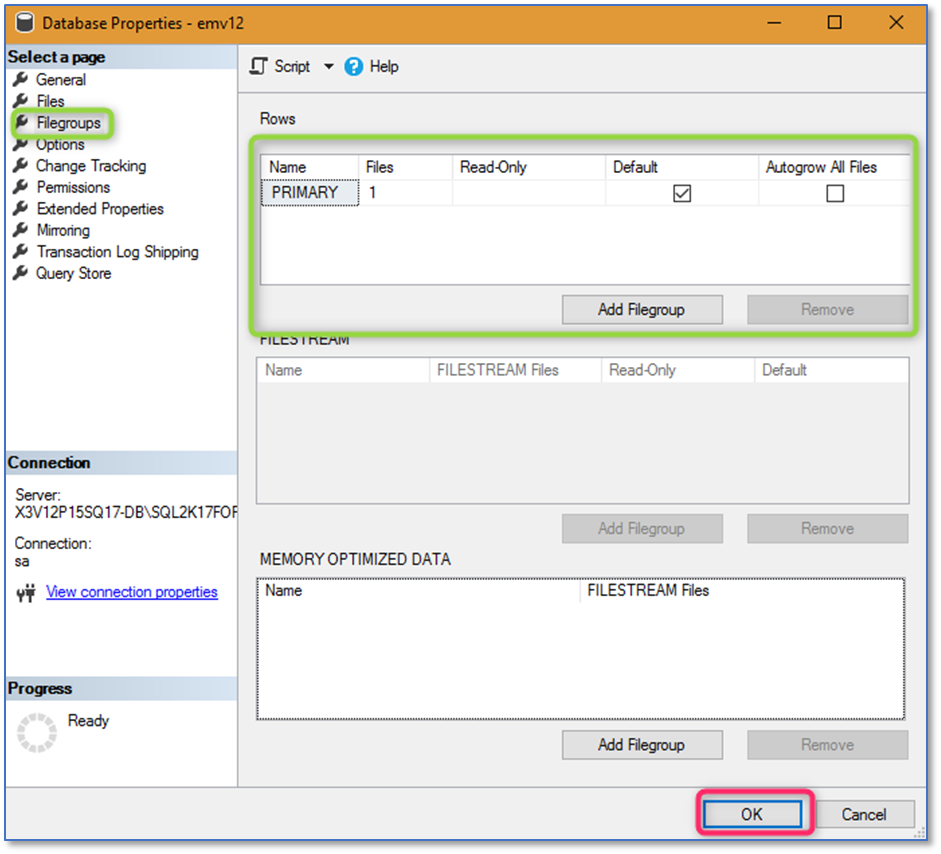 Database Properties - emv12
Select a page
General
Files
Filegroups
Options
Change Tracking
Permissions
Extended Properties
Mirroring
Transaction Log Shipping
Query Store
Connection
Server:
X3V12P15SQ17-DB\SQL2K17FOR
Connection:
sa
View connection properties
Progress
Ready
Script Help
Rows
Name Files Read-Only Default Autogrow All Files
PRIMARY 1
Add Filegroup Remove
FILESTREAM
Name FILESTREAM Files Read-Only Default
Add Filegroup Remove
MEMORY OPTIMIZED DATA
Name FILESTREAM Files
Add Filegroup Remove
OK Cancel